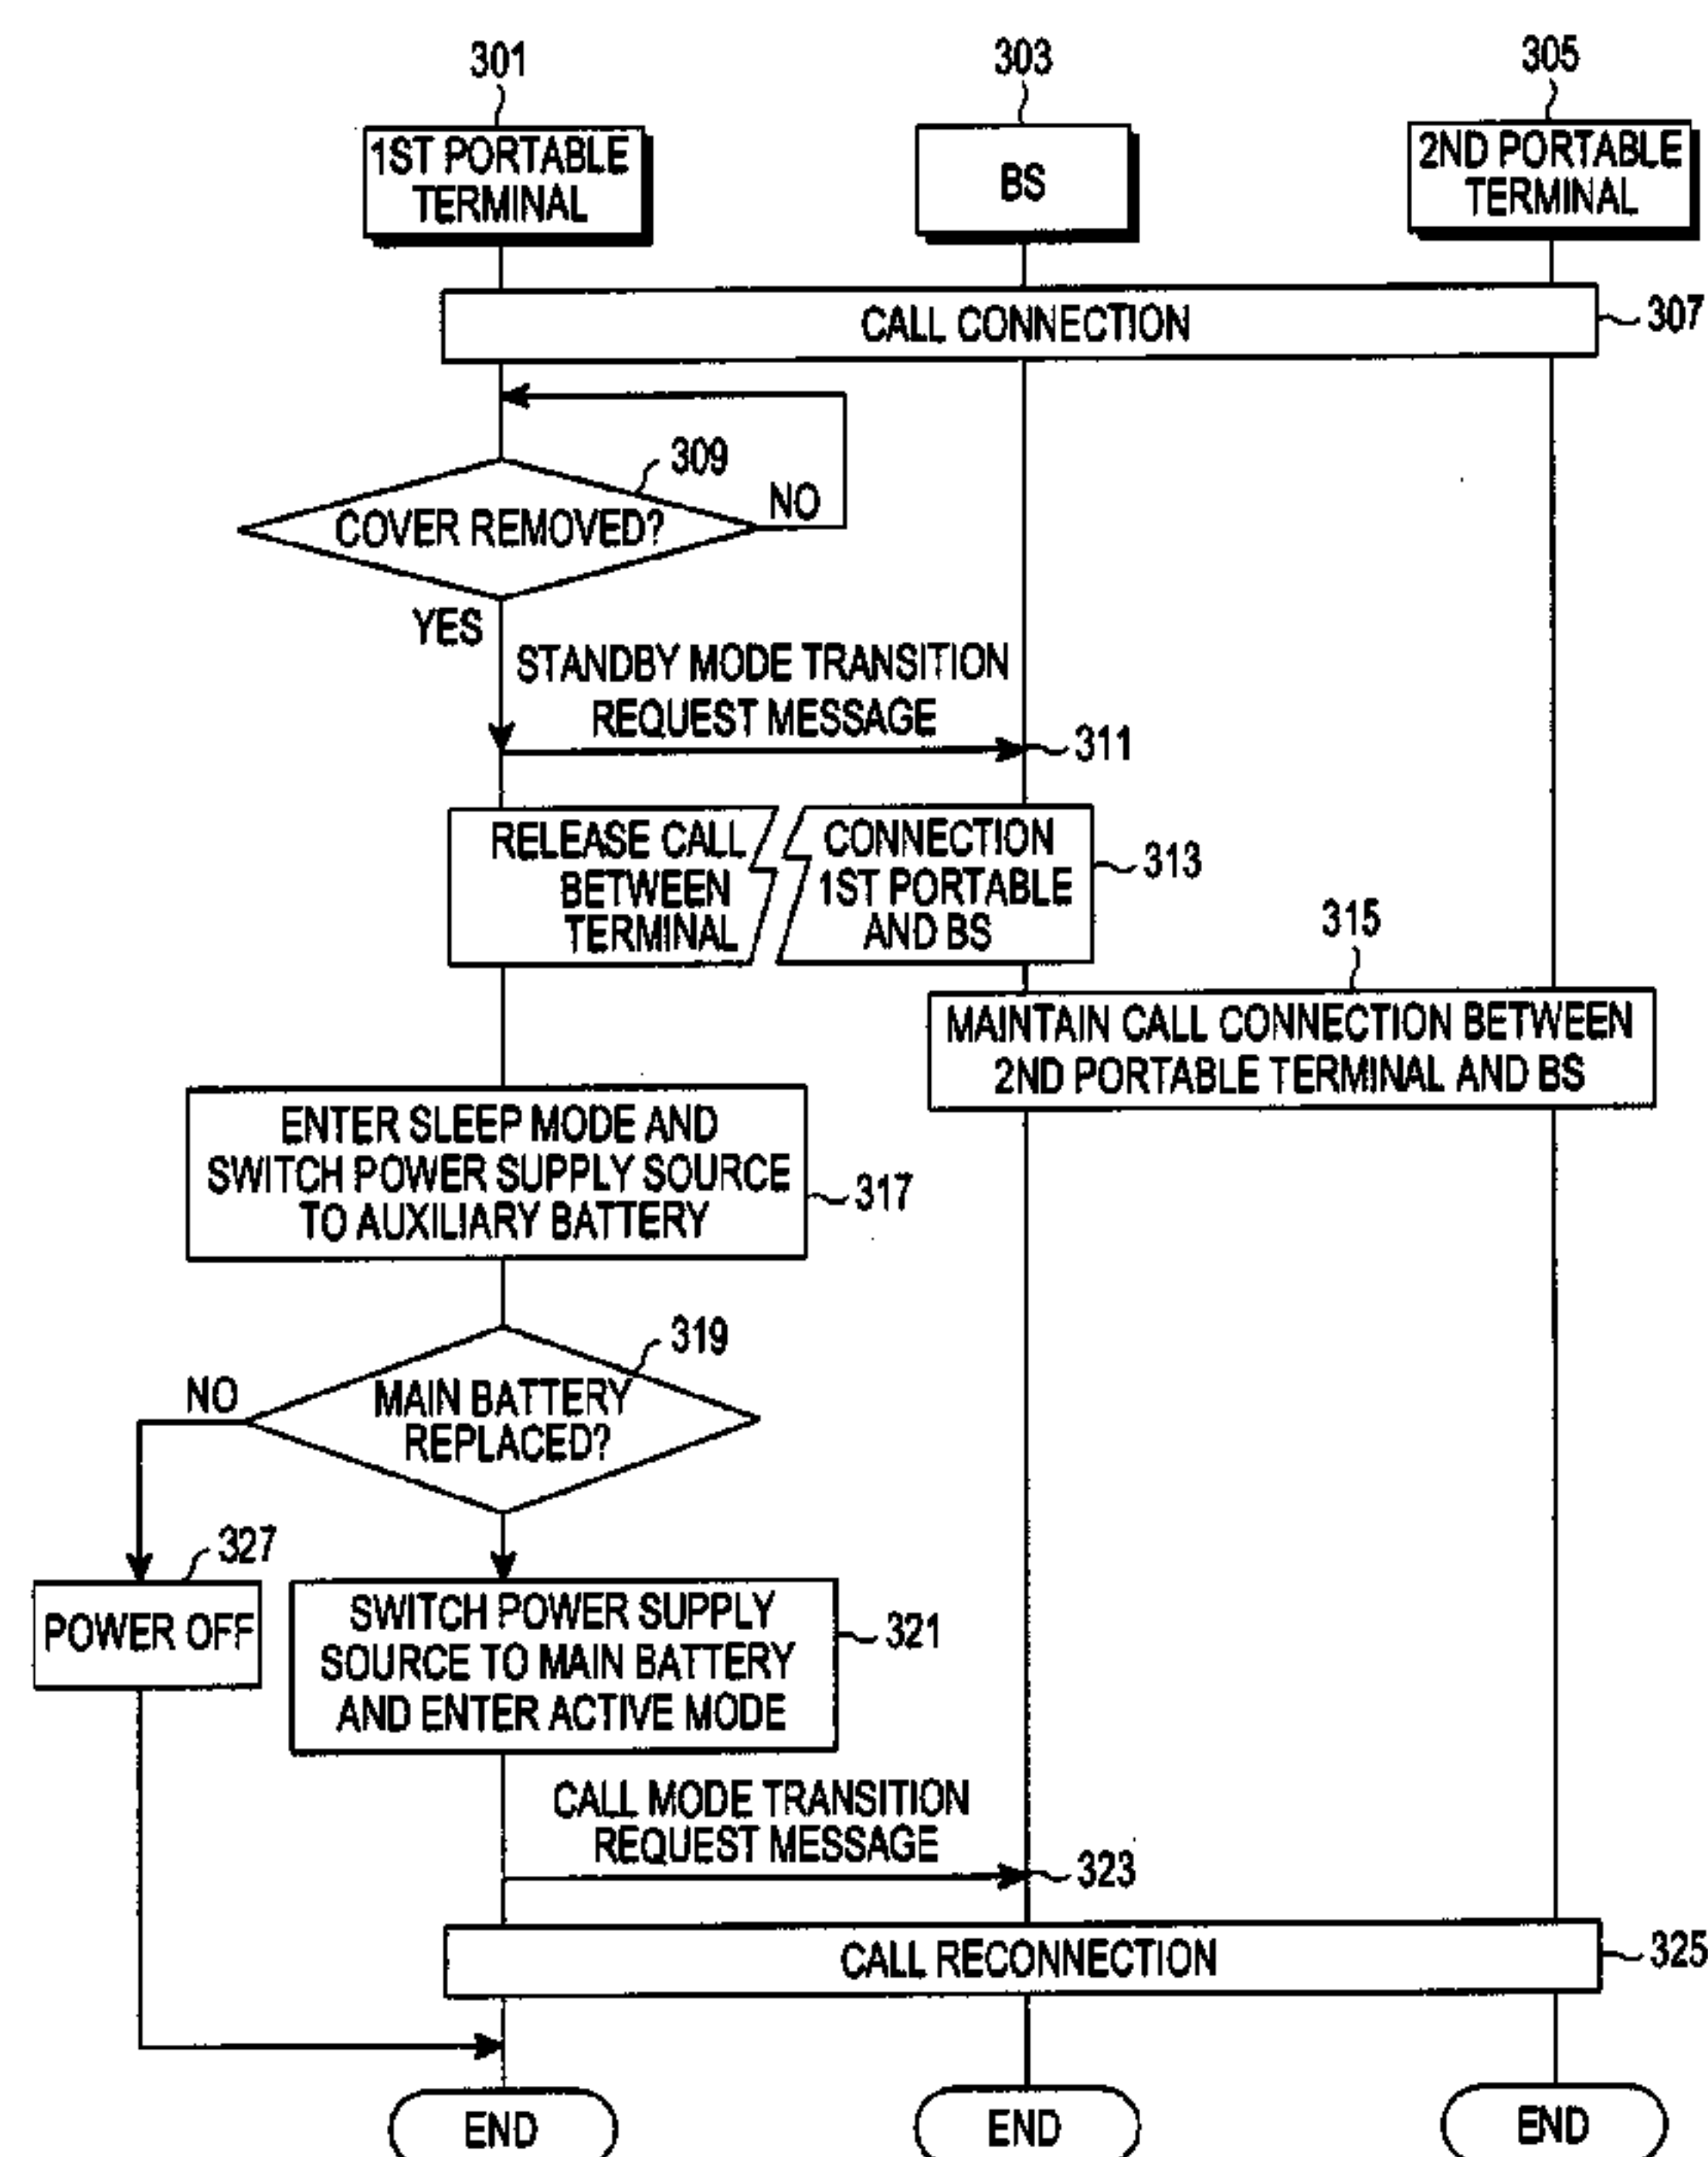 301
303
305
1ST PORTABLE
TERMINAL
BS
2ND PORTABLE
TERMINAL
CALL CONNECTION
307
309
COVER REMOVED?
NO
YES
STANDBY MODE TRANSITION
REQUEST MESSAGE
311
RELEASE CALL
BETWEEN
TERMINAL
CONNECTION
1ST PORTABLE
AND BS
313
315
MAINTAIN CALL CONNECTION BETWEEN
2ND PORTABLE TERMINAL AND BS
ENTER SLEEP MODE AND
SWITCH POWER SUPPLY SOURCE
TO AUXILIARY BATTERY
317
319
MAIN BATTERY
REPLACED?
NO
327
POWER OFF
SWITCH POWER SUPPLY
SOURCE TO MAIN BATTERY
AND ENTER ACTIVE MODE
321
CALL MODE TRANSITION
REQUEST MESSAGE
323
CALL RECONNECTION
325
END
END
END